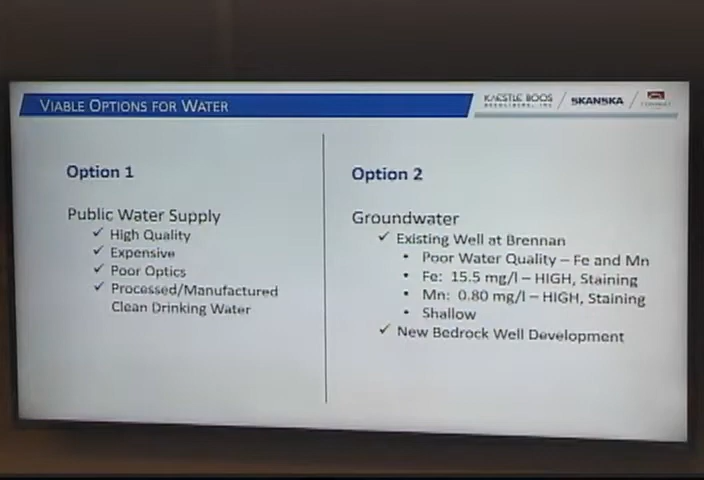 VIABLE OPTIONS FOR WATER
KAESTLE BOOS
SKANSKA
Option 1
Public Water Supply
✓ High Quality
✓ Expensive
✓ Poor Optics
✓ Processed/Manufactured
Clean Drinking Water
Option 2
Groundwater
✓ Existing Well at Brennan
• Poor Water Quality – Fe and Mn
• Fe: 15.5 mg/l – HIGH, Staining
• Mn: 0.80 mg/l – HIGH, Staining
• Shallow
✓ New Bedrock Well Development